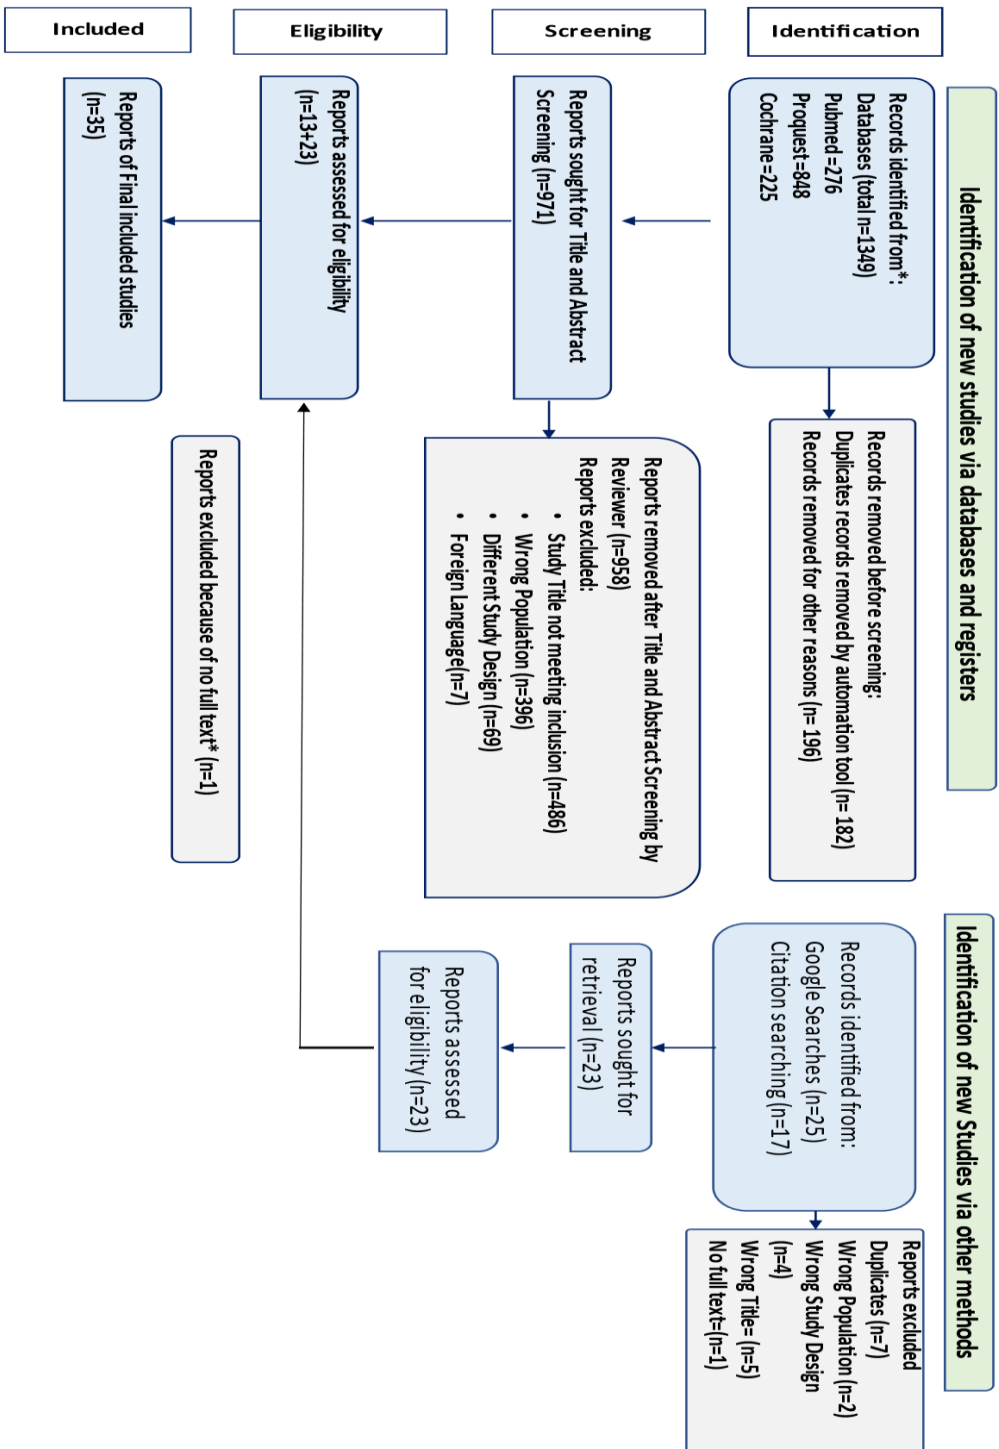 Identification of new studies via databases and registers
Identification of new Studies via other methods
Identification
Records identified from*:
Databases (total n=1349)
Pubmed =276
Proquest=848
Cochrane=225
Records removed before screening:
Duplicates records removed by automation tool (n= 182)
Records removed for other reasons (n= 196)
Records identified from:
Google Searches (n=25)
Citation searching (n=17)
Reports excluded
Duplicates (n=7)
Wrong Population (n=2)
Wrong Study Design
(n=4)
Wrong Title= (n=5)
No full text=(n=1)
Screening
Reports sought for Title and Abstract
Screening (n=971)
Reports removed after Title and Abstract Screening by
Reviewer (n=958)
Reports excluded:
• Study Title not meeting inclusion (n=486)
• Wrong Population (n=396)
• Different Study Design (n=69)
• Foreign Language(n=7)
Reports sought for
retrieval (n=23)
Eligibility
Reports assessed for eligibility
(n=13+23)
Reports assessed
for eligibility (n=23)
Reports excluded because of no full text* (n=1)
Included
Reports of Final included studies
(n=35)